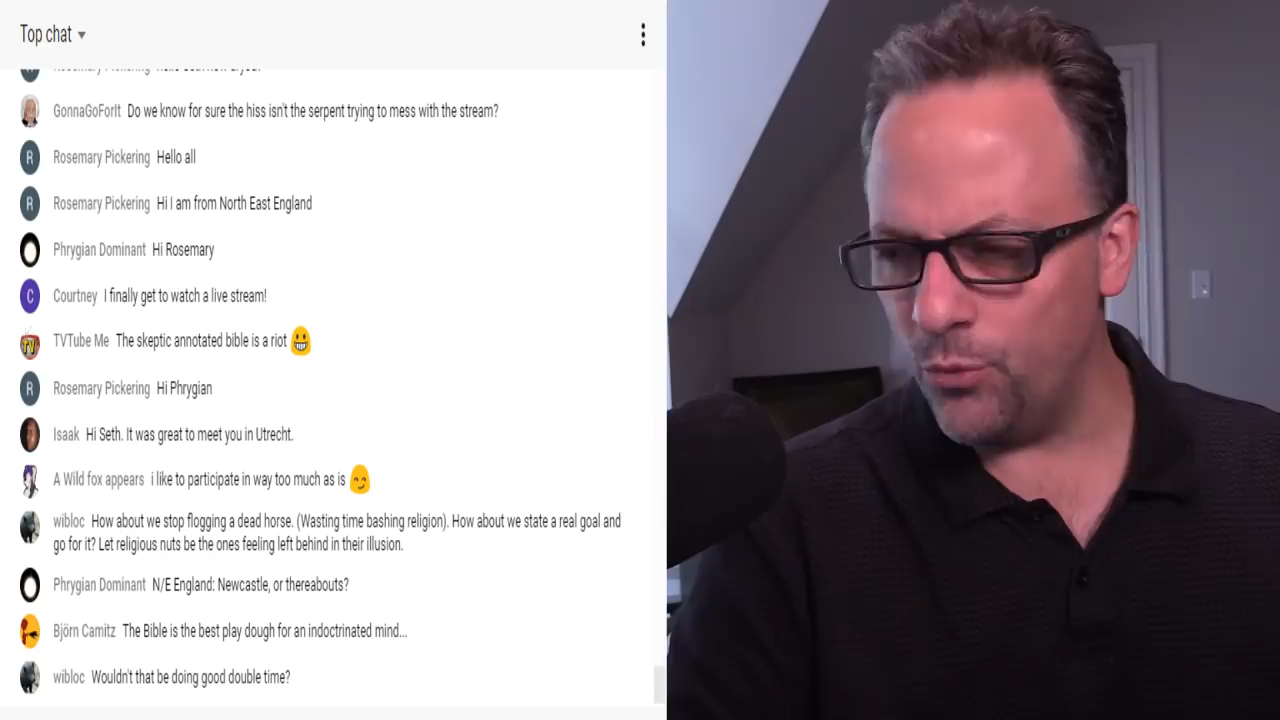 Top chat
Rosemary Pickering
GonnaGoForIt Do we know for sure the hiss isn't the serpent trying to mess with the stream?
R Rosemary Pickering Hello all
R Rosemary Pickering Hi I am from North East England
Phrygian Dominant Hi Rosemary
C Courtney I finally get to watch a live stream!
TV TVTube Me The skeptic annotated bible is a riot 😀
R Rosemary Pickering Hi Phrygian
Isaak Hi Seth. It was great to meet you in Utrecht.
A Wild fox appears i like to participate in way too much as is 😏
wibloc How about we stop flogging a dead horse. (Wasting time bashing religion). How about we state a real goal and
go for it? Let religious nuts be the ones feeling left behind in their illusion.
Phrygian Dominant N/E England: Newcastle, or thereabouts?
Björn Camitz The Bible is the best play dough for an indoctrinated mind...
wibloc Wouldn't that be doing good double time?